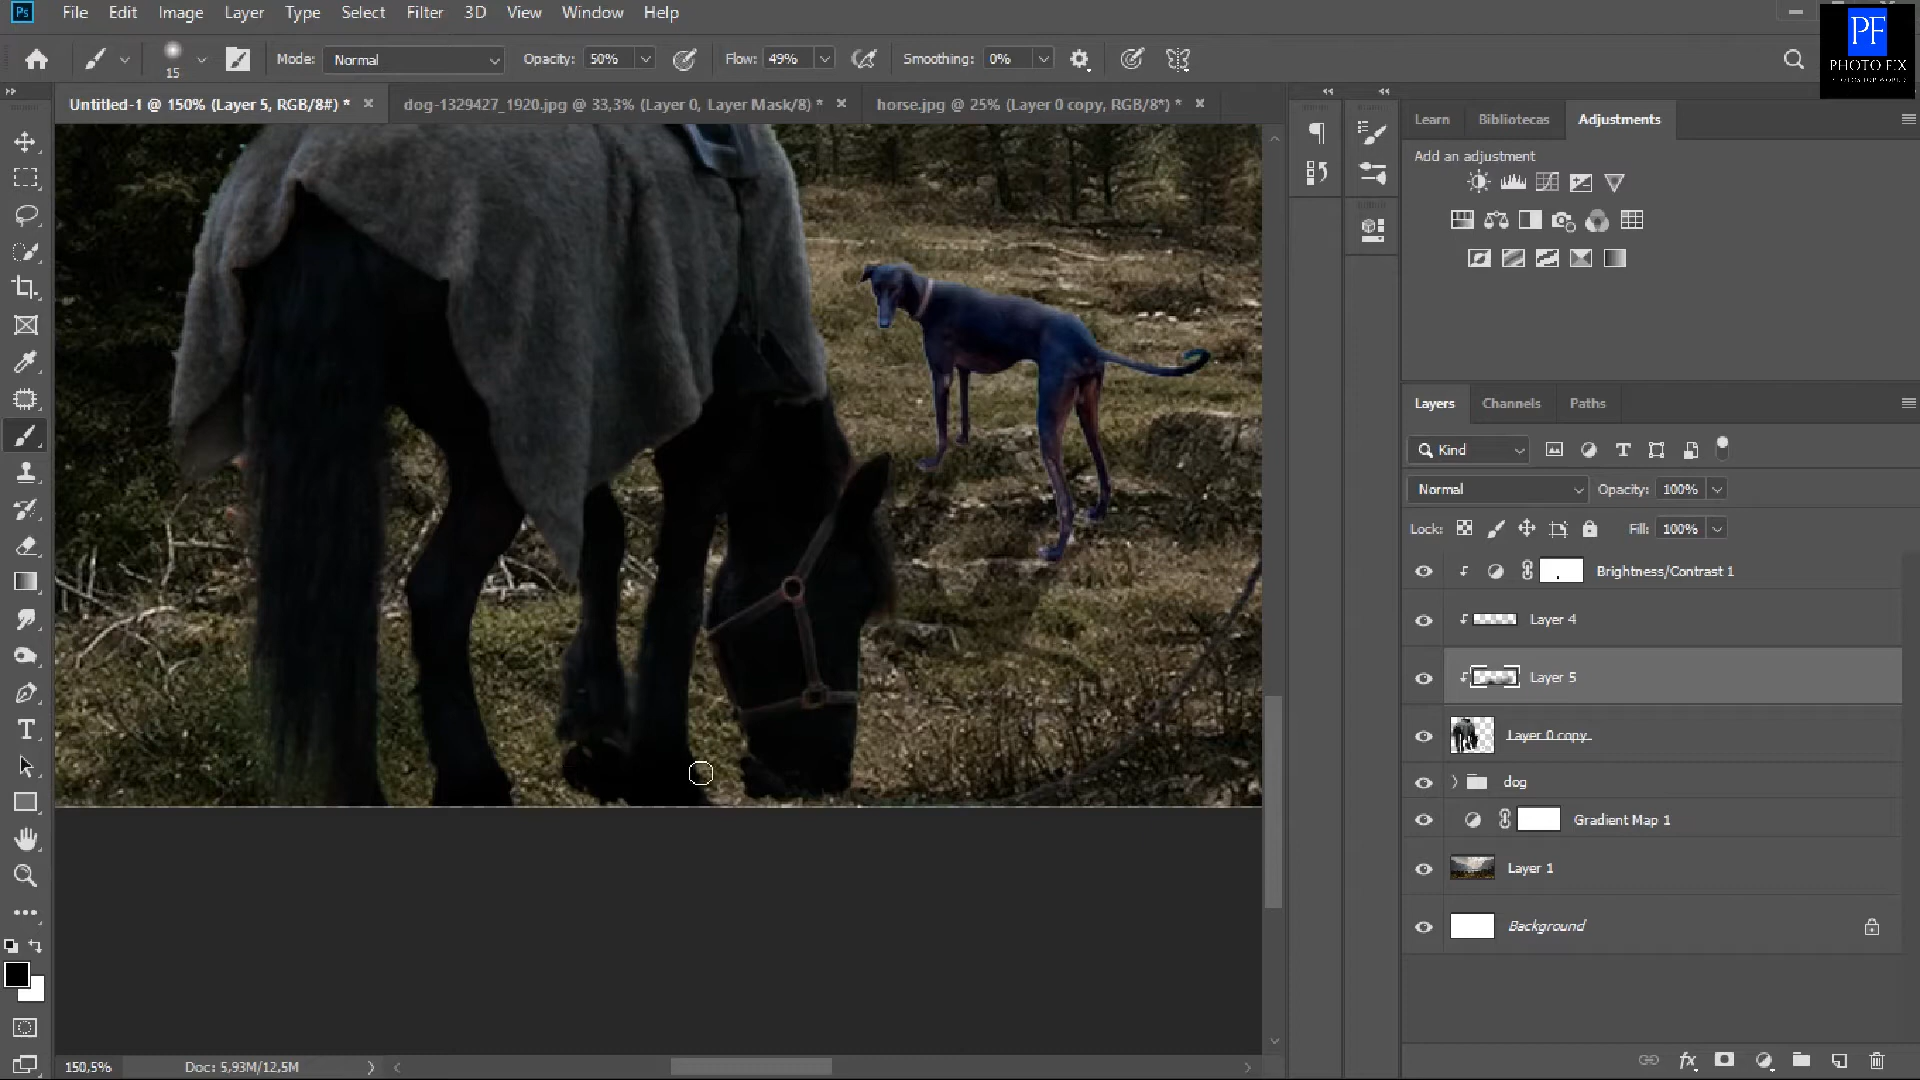 Ps File Edit Image Layer Type Select Filter 3D View Window Help
PF
PHOTO FIX
15 Mode: Normal Opacity: 50% Flow: 49% Smoothing: 0%
Untitled-1 @ 150% (Layer 5, RGB/8#) * dog-1329427_1920.jpg @ 33,3% (Layer 0, Layer Mask/8) * horse.jpg @ 25% (Layer 0 copy, RGB/8*) *
Learn Bibliotecas Adjustments
Add an adjustment
Layers Channels Paths
Kind
Normal Opacity: 100%
Lock: Fill: 100%
Brightness/Contrast 1
Layer 4
Layer 5
Layer 0 copy
dog
Gradient Map 1
Layer 1
Background
fx
150,5% Doc: 5,93M/12,5M